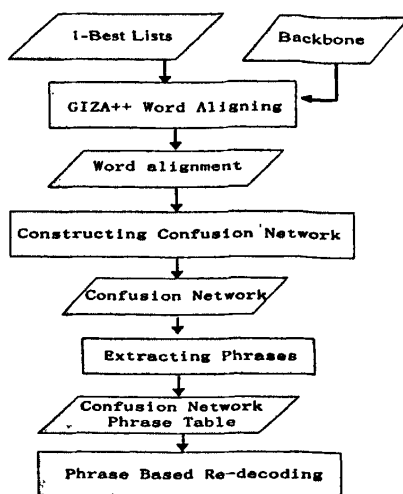 1-Best Lists
Backbone
GIZA++ Word Aligning
Word alignment
Constructing Confusion Network
Confusion Network
Extracting Phrases
Confusion Network
Phrase Table
Phrase Based Re-decoding